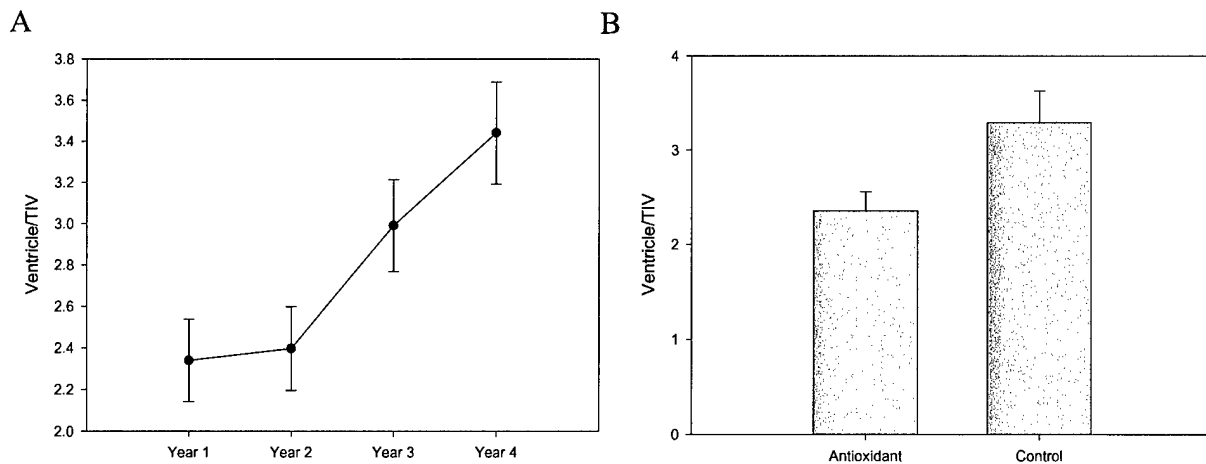 A
Ventricle/TIV
3.8
3.6
3.4
3.2
3.0
2.8
2.6
2.4
2.2
2.0
Year 1 Year 2 Year 3 Year 4
B
Ventricle/TIV
4
3
2
1
0
Antioxidant Control